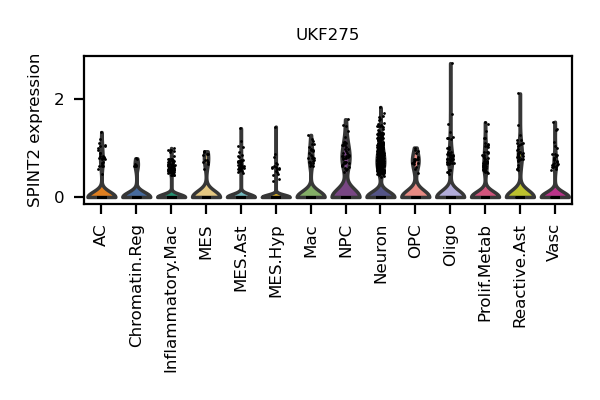 UKF275
SPINT2 expression
2
0
AC
Chromatin.Reg
Inflammatory.Mac
MES
MES.Ast
MES.Hyp
Mac
NPC
Neuron
OPC
Oligo
Prolif.Metab
Reactive.Ast
Vasc